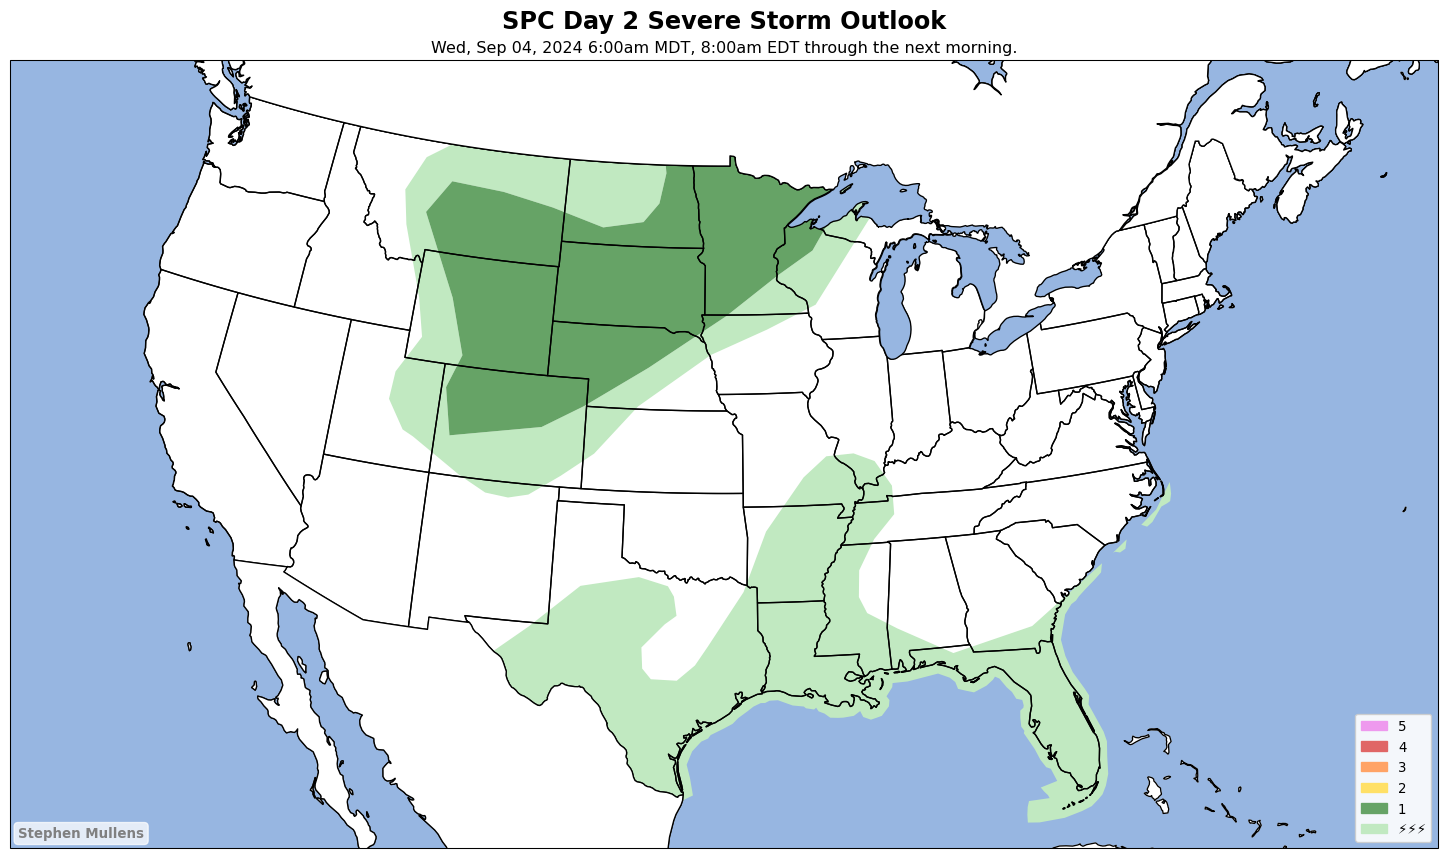 SPC Day 2 Severe Storm Outlook
Wed, Sep 04, 2024 6:00am MDT, 8:00am EDT through the next morning.
5
4
3
2
1
⚡⚡⚡
Stephen Mullens